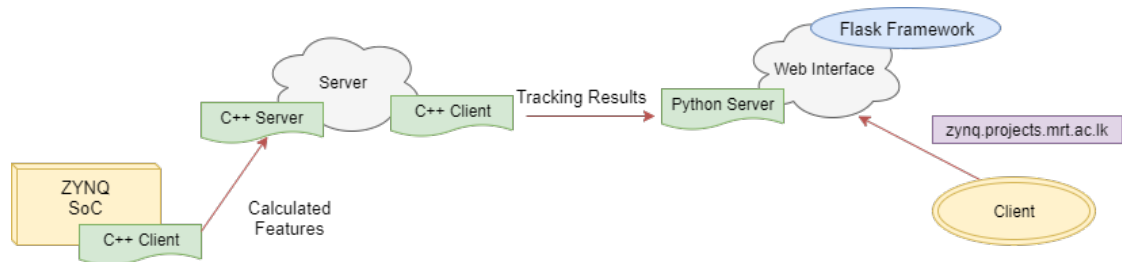 Flask Framework
Web Interface
Server
Tracking Results
Python Server
C++ Server
C++ Client
zynq.projects.mrt.ac.lk
ZYNQ
SoC
C++ Client
Calculated
Features
Client